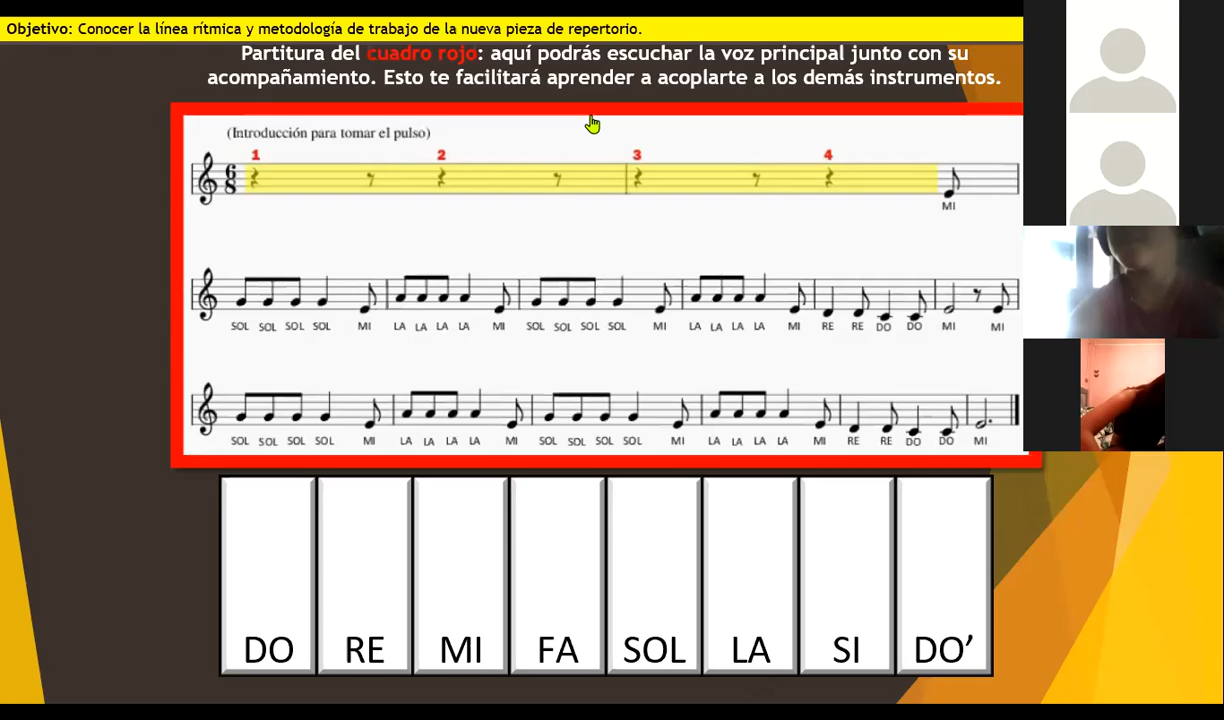 Objetivo: Conocer la línea rítmica y metodología de trabajo de la nueva pieza de repertorio.
Partitura del cuadro rojo: aquí podrás escuchar la voz principal junto con su
acompañamiento. Esto te facilitará aprender a acoplarte a los demás instrumentos.
(Introducción para tomar el pulso)
1 2 3 4
6
8
MI
SOL SOL SOL SOL MI LA LA LA LA MI SOL SOL SOL SOL MI LA LA LA LA MI RE RE DO DO MI MI
SOL SOL SOL SOL MI LA LA LA LA MI SOL SOL SOL SOL MI LA LA LA LA MI RE RE DO DO MI
DO RE MI FA SOL LA SI DO’